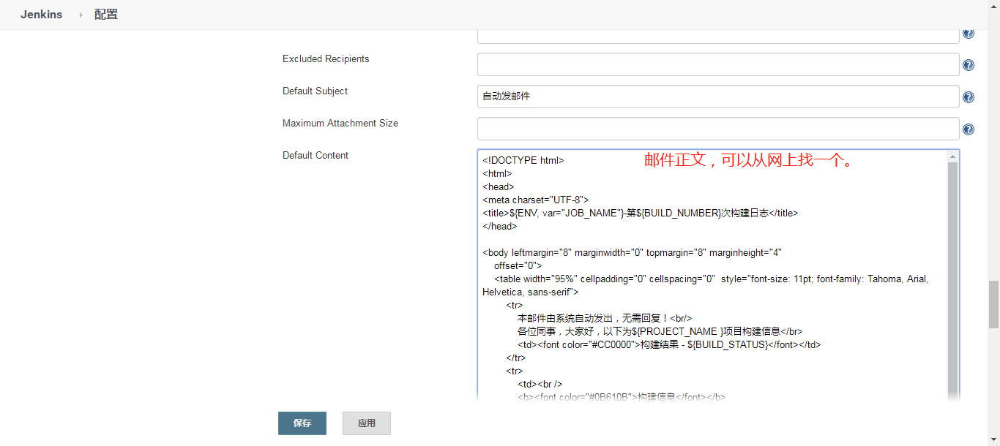 Jenkins › 配置
Excluded Recipients
Default Subject
自动发邮件
Maximum Attachment Size
Default Content
邮件正文，可以从网上找一个。
<!DOCTYPE html>
<html>
<head>
<meta charset="UTF-8">
<title>${ENV, var="JOB_NAME"}-第${BUILD_NUMBER}次构建日志</title>
</head>
<body leftmargin="8" marginwidth="0" topmargin="8" marginheight="4"
offset="0">
<table width="95%" cellpadding="0" cellspacing="0"  style="font-size: 11pt; font-family: Tahoma, Arial,
Helvetica, sans-serif">
<tr>
本邮件由系统自动发出，无需回复！<br/>
各位同事，大家好，以下为${PROJECT_NAME }项目构建信息</br>
<td><font color="#CC0000">构建结果 - ${BUILD_STATUS}</font></td>
</tr>
<tr>
<td><br />
<b><font color="#0B610B">构建信息</font></b>
保存
应用